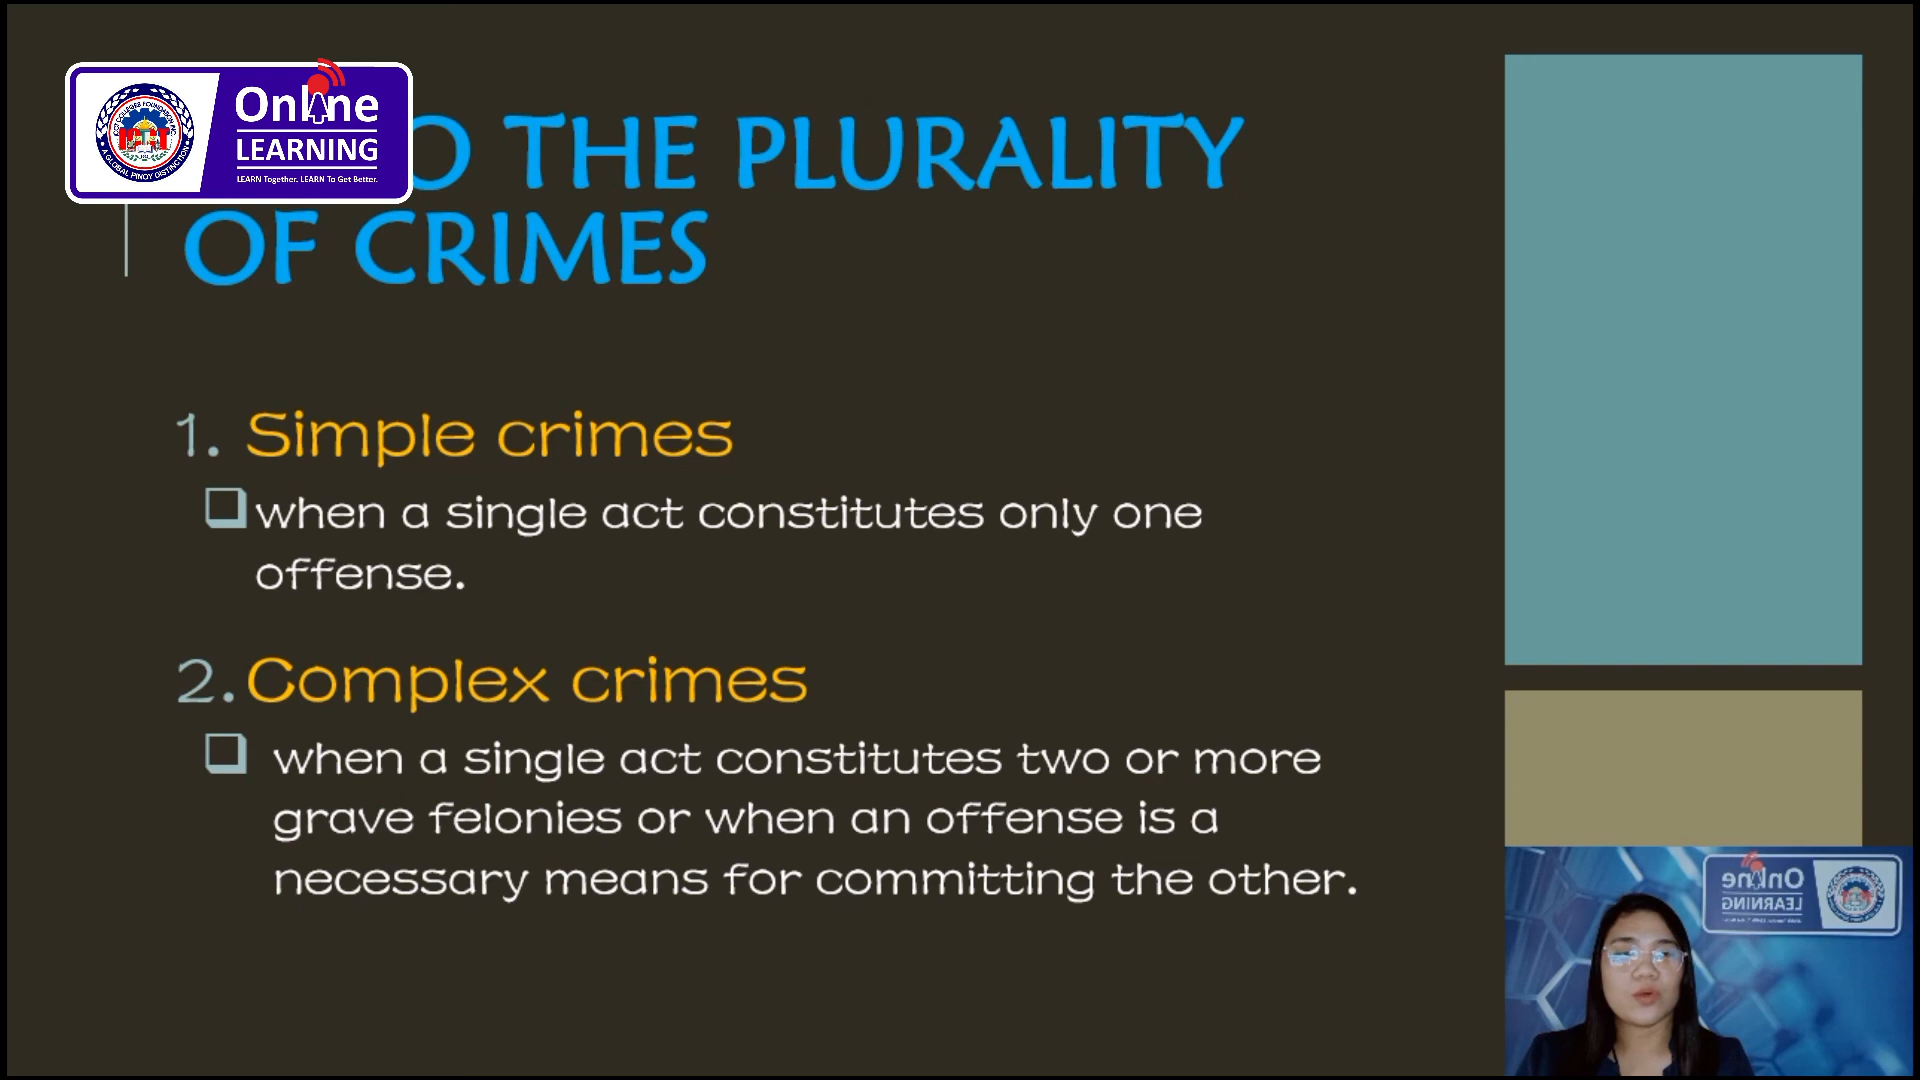 Online
LEARNING
LEARN Together. LEARN To Get Better.
THE PLURALITY
OF CRIMES
1. Simple crimes
when a single act constitutes only one
offense.
2. Complex crimes
when a single act constitutes two or more
grave felonies or when an offense is a
necessary means for committing the other.
Online
LEARNING